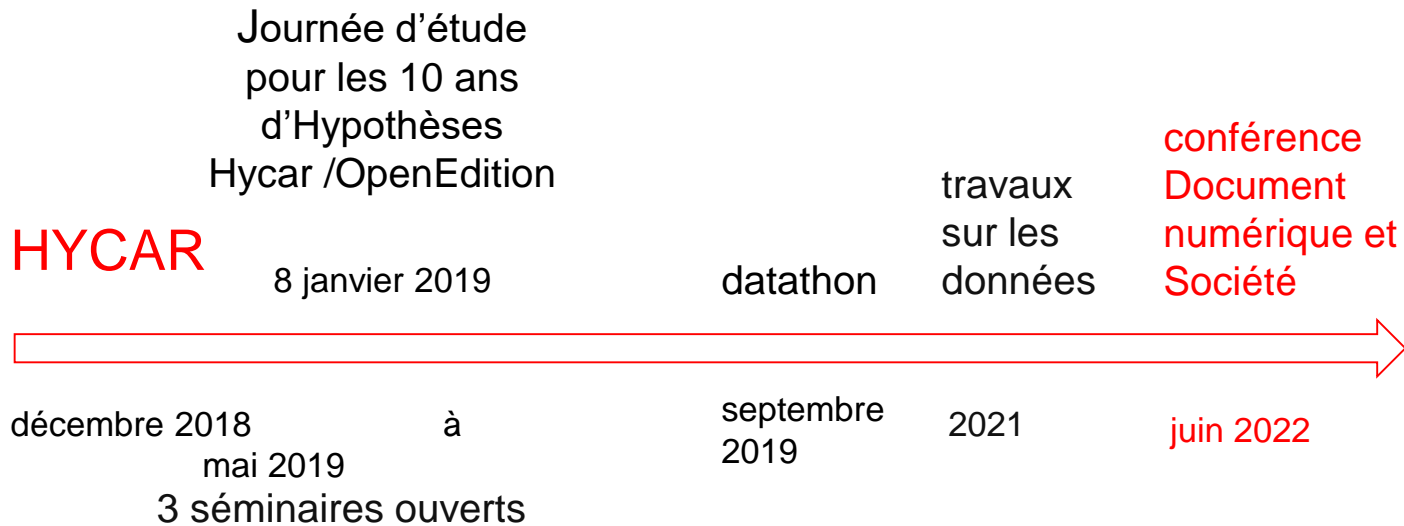 Journée d’étude
pour les 10 ans
d’Hypothèses
Hycar /OpenEdition
HYCAR
8 janvier 2019
datathon
travaux
sur les
données
conférence
Document
numérique et
Société
décembre 2018 à
mai 2019
3 séminaires ouverts
septembre
2019
2021
juin 2022